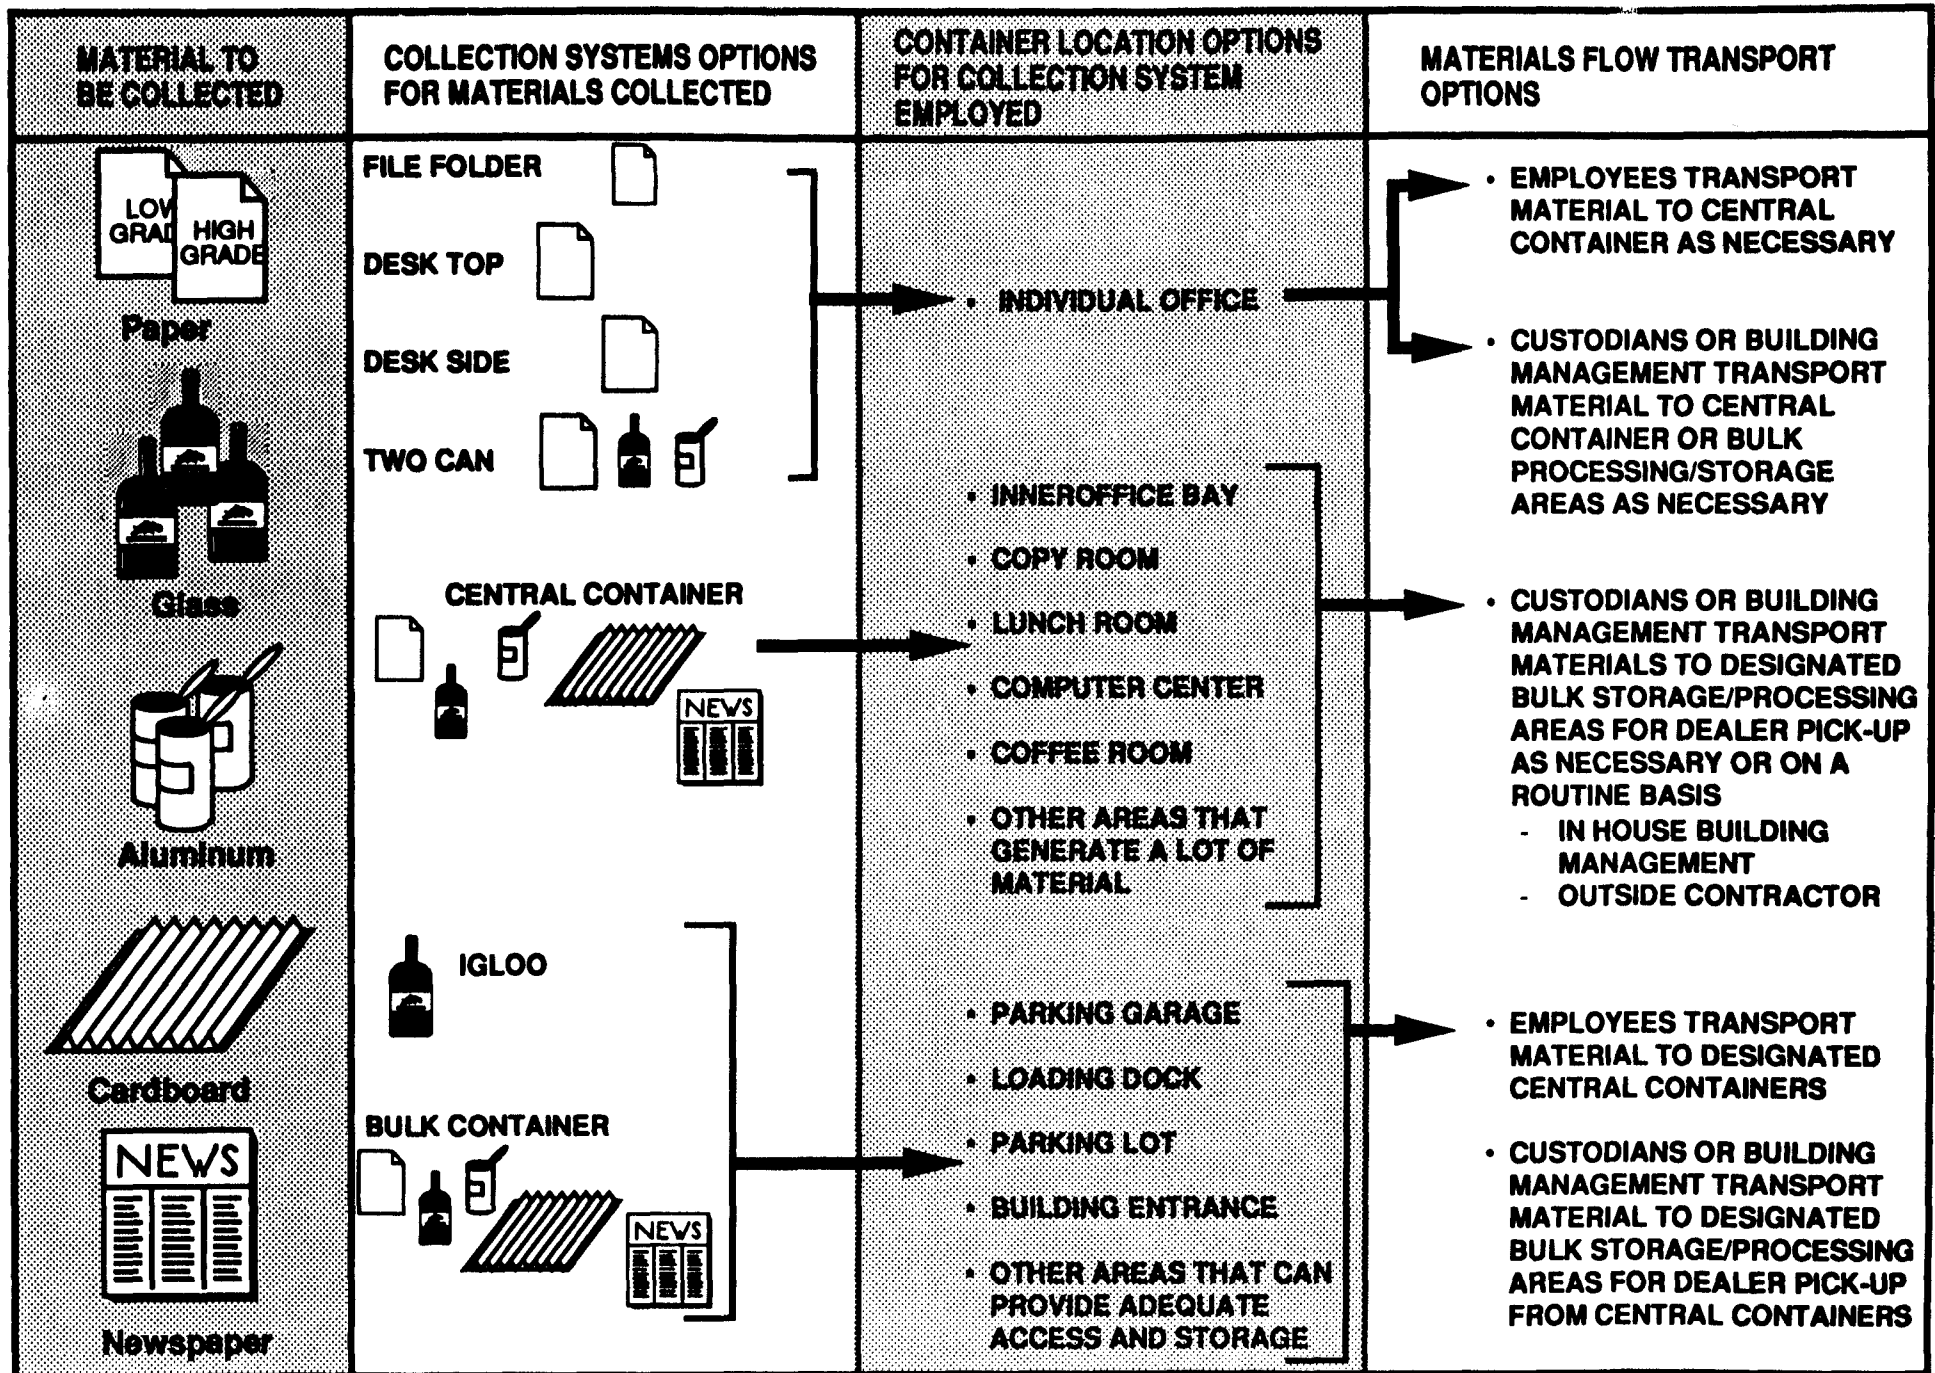 MATERIAL TO
BE COLLECTED
COLLECTION SYSTEMS OPTIONS
FOR MATERIALS COLLECTED
CONTAINER LOCATION OPTIONS
FOR COLLECTION SYSTEM
EMPLOYED
MATERIALS FLOW TRANSPORT
OPTIONS
LOW
GRAD
HIGH
GRADE
Paper
Glass
Aluminum
Cardboard
NEWS
Newspaper
FILE FOLDER
DESK TOP
DESK SIDE
TWO CAN
CENTRAL CONTAINER
NEWS
IGLOO
BULK CONTAINER
NEWS
• INDIVIDUAL OFFICE
• INNEROFFICE BAY
• COPY ROOM
• LUNCH ROOM
• COMPUTER CENTER
• COFFEE ROOM
• OTHER AREAS THAT
GENERATE A LOT OF
MATERIAL
• PARKING GARAGE
• LOADING DOCK
• PARKING LOT
• BUILDING ENTRANCE
• OTHER AREAS THAT CAN
PROVIDE ADEQUATE
ACCESS AND STORAGE
• EMPLOYEES TRANSPORT
MATERIAL TO CENTRAL
CONTAINER AS NECESSARY
• CUSTODIANS OR BUILDING
MANAGEMENT TRANSPORT
MATERIAL TO CENTRAL
CONTAINER OR BULK
PROCESSING/STORAGE
AREAS AS NECESSARY
• CUSTODIANS OR BUILDING
MANAGEMENT TRANSPORT
MATERIALS TO DESIGNATED
BULK STORAGE/PROCESSING
AREAS FOR DEALER PICK-UP
AS NECESSARY OR ON A
ROUTINE BASIS
- IN HOUSE BUILDING
MANAGEMENT
- OUTSIDE CONTRACTOR
• EMPLOYEES TRANSPORT
MATERIAL TO DESIGNATED
CENTRAL CONTAINERS
• CUSTODIANS OR BUILDING
MANAGEMENT TRANSPORT
MATERIAL TO DESIGNATED
BULK STORAGE/PROCESSING
AREAS FOR DEALER PICK-UP
FROM CENTRAL CONTAINERS